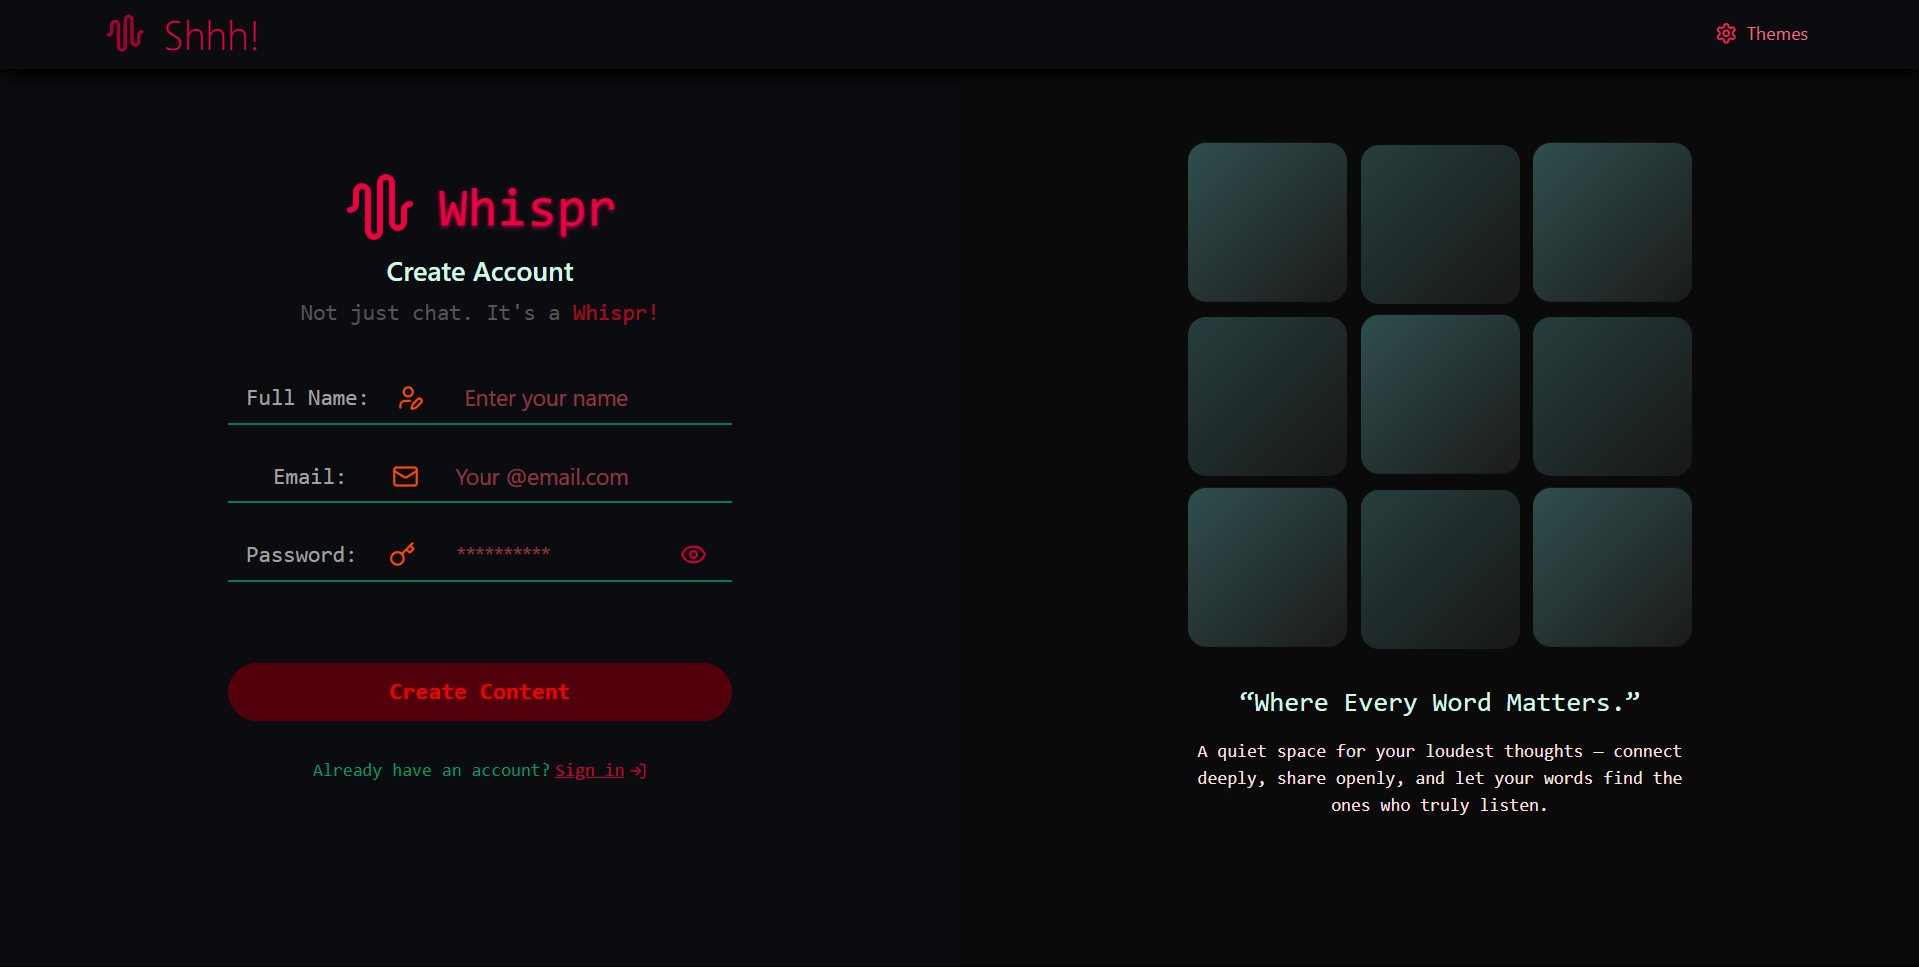 Shhh!
Themes
Whispr
Create Account
Not just chat. It's a Whispr!
Full Name: Enter your name
Email: Your @email.com
Password: **********
Create Content
Already have an account? Sign in
“Where Every Word Matters.”
A quiet space for your loudest thoughts — connect
deeply, share openly, and let your words find the
ones who truly listen.